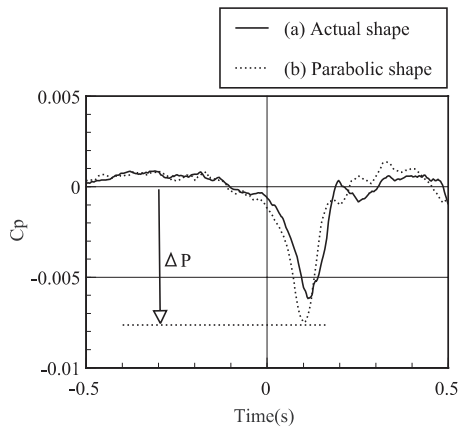 (a) Actual shape
(b) Parabolic shape
0.005
0
-0.005
-0.01
Cp
ΔP
-0.5
0
0.5
Time(s)